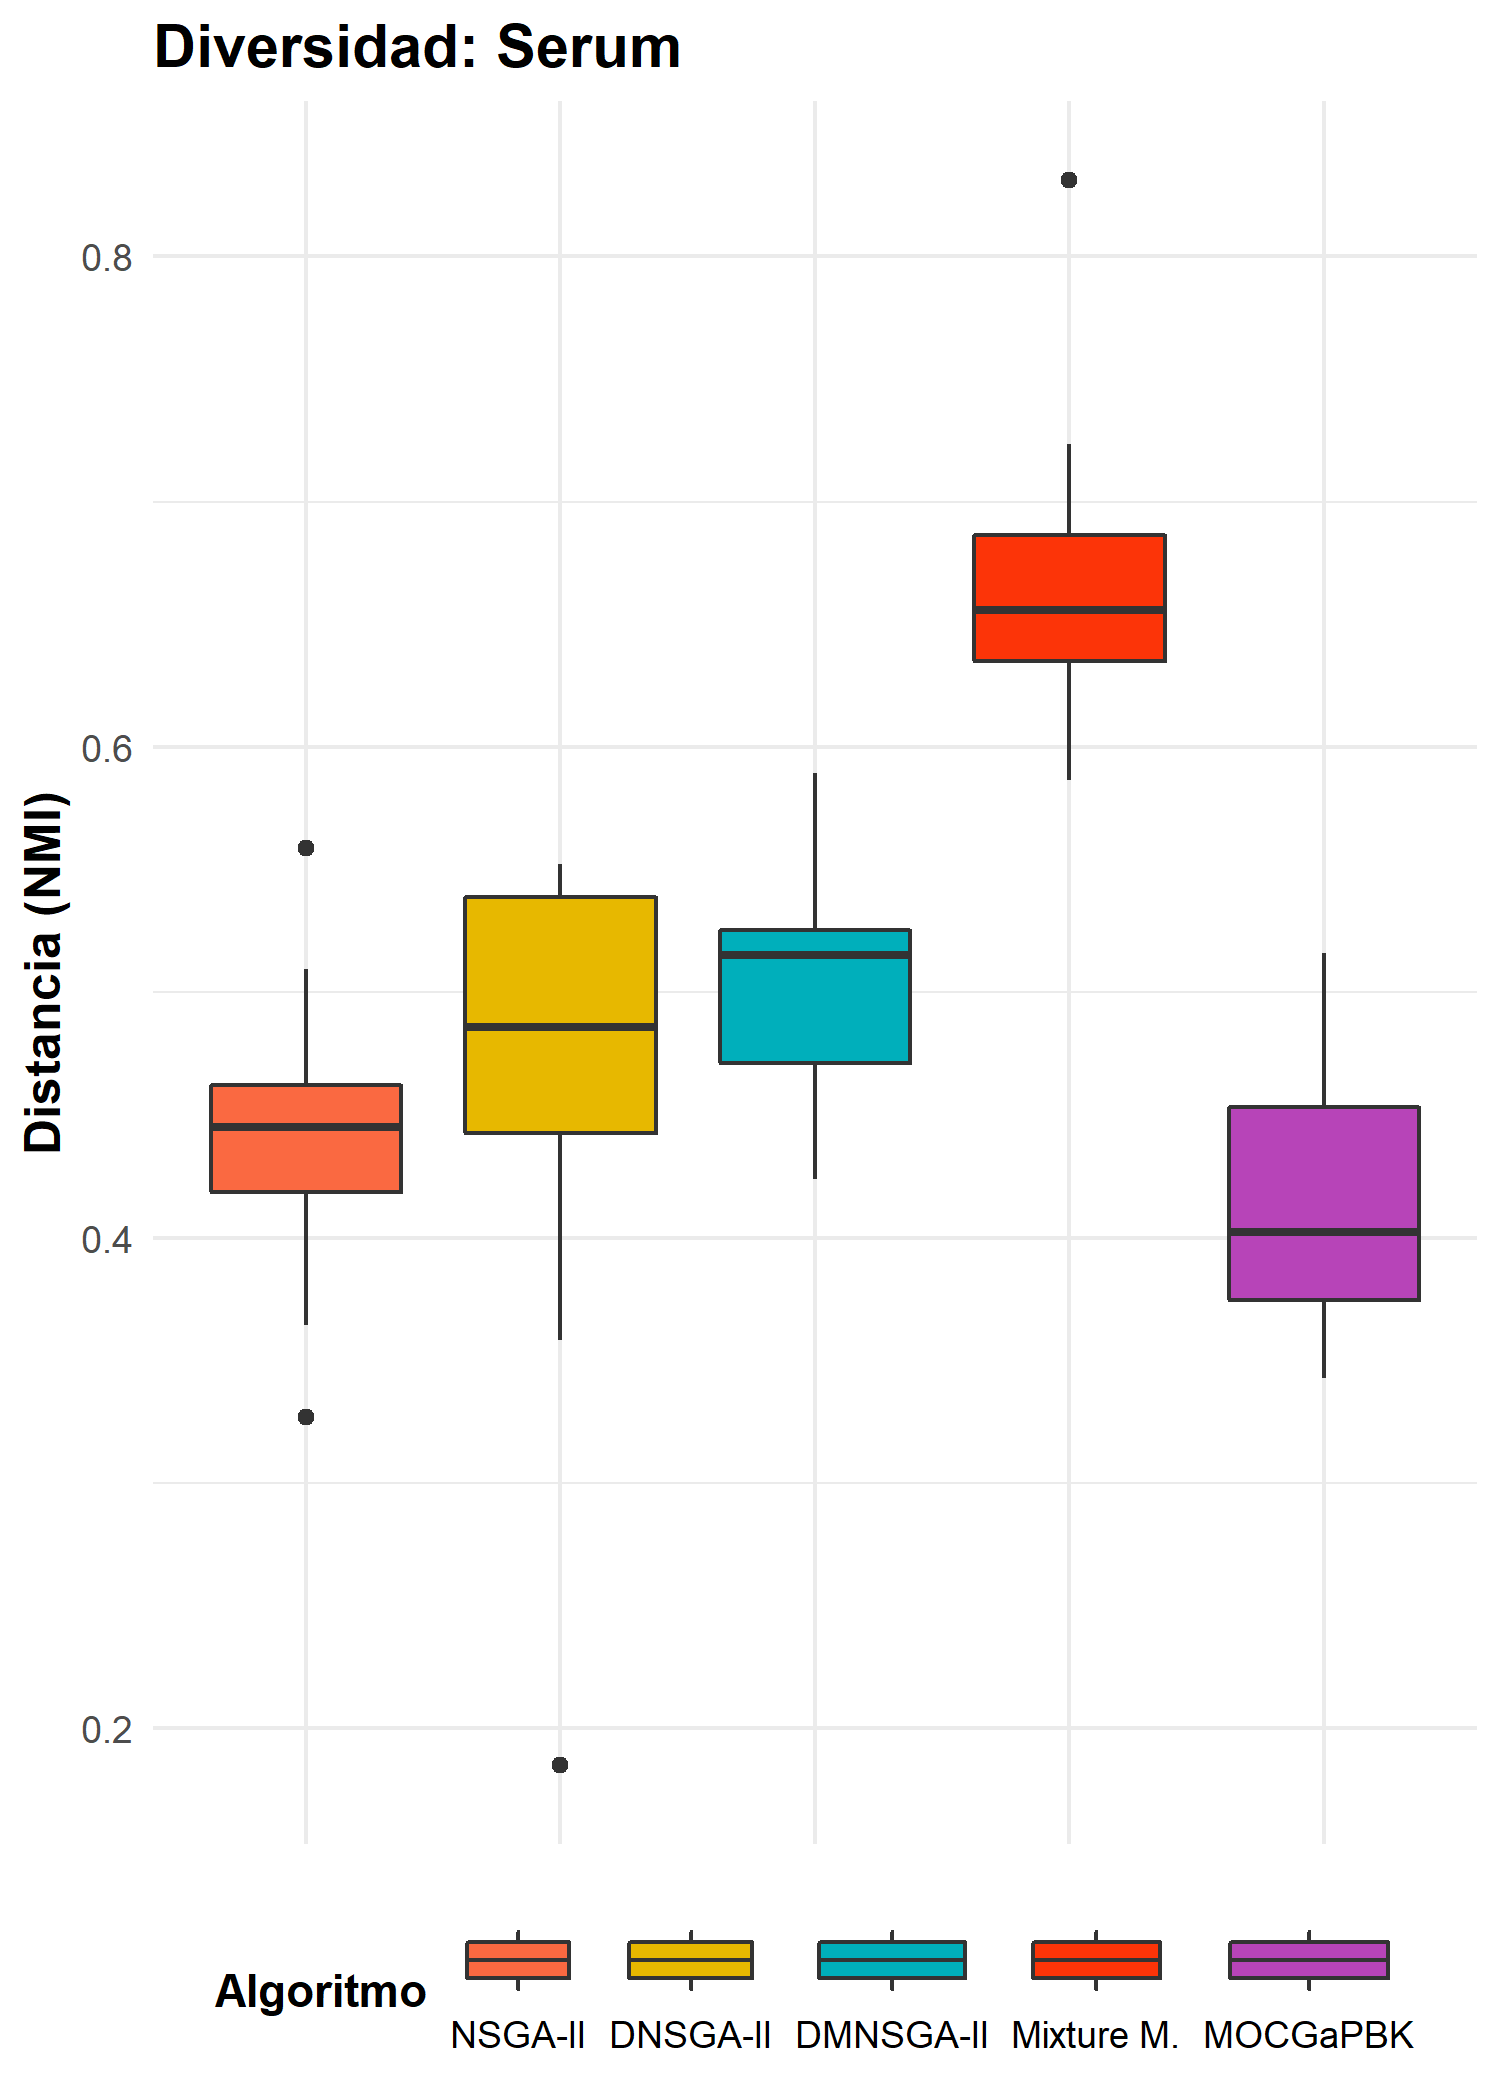 Diversidad: Serum
Distancia (NMI)
0.8
0.6
0.4
0.2
Algoritmo
NSGA-II DNSGA-II DMNSGA-II Mixture M. MOCGaPBK